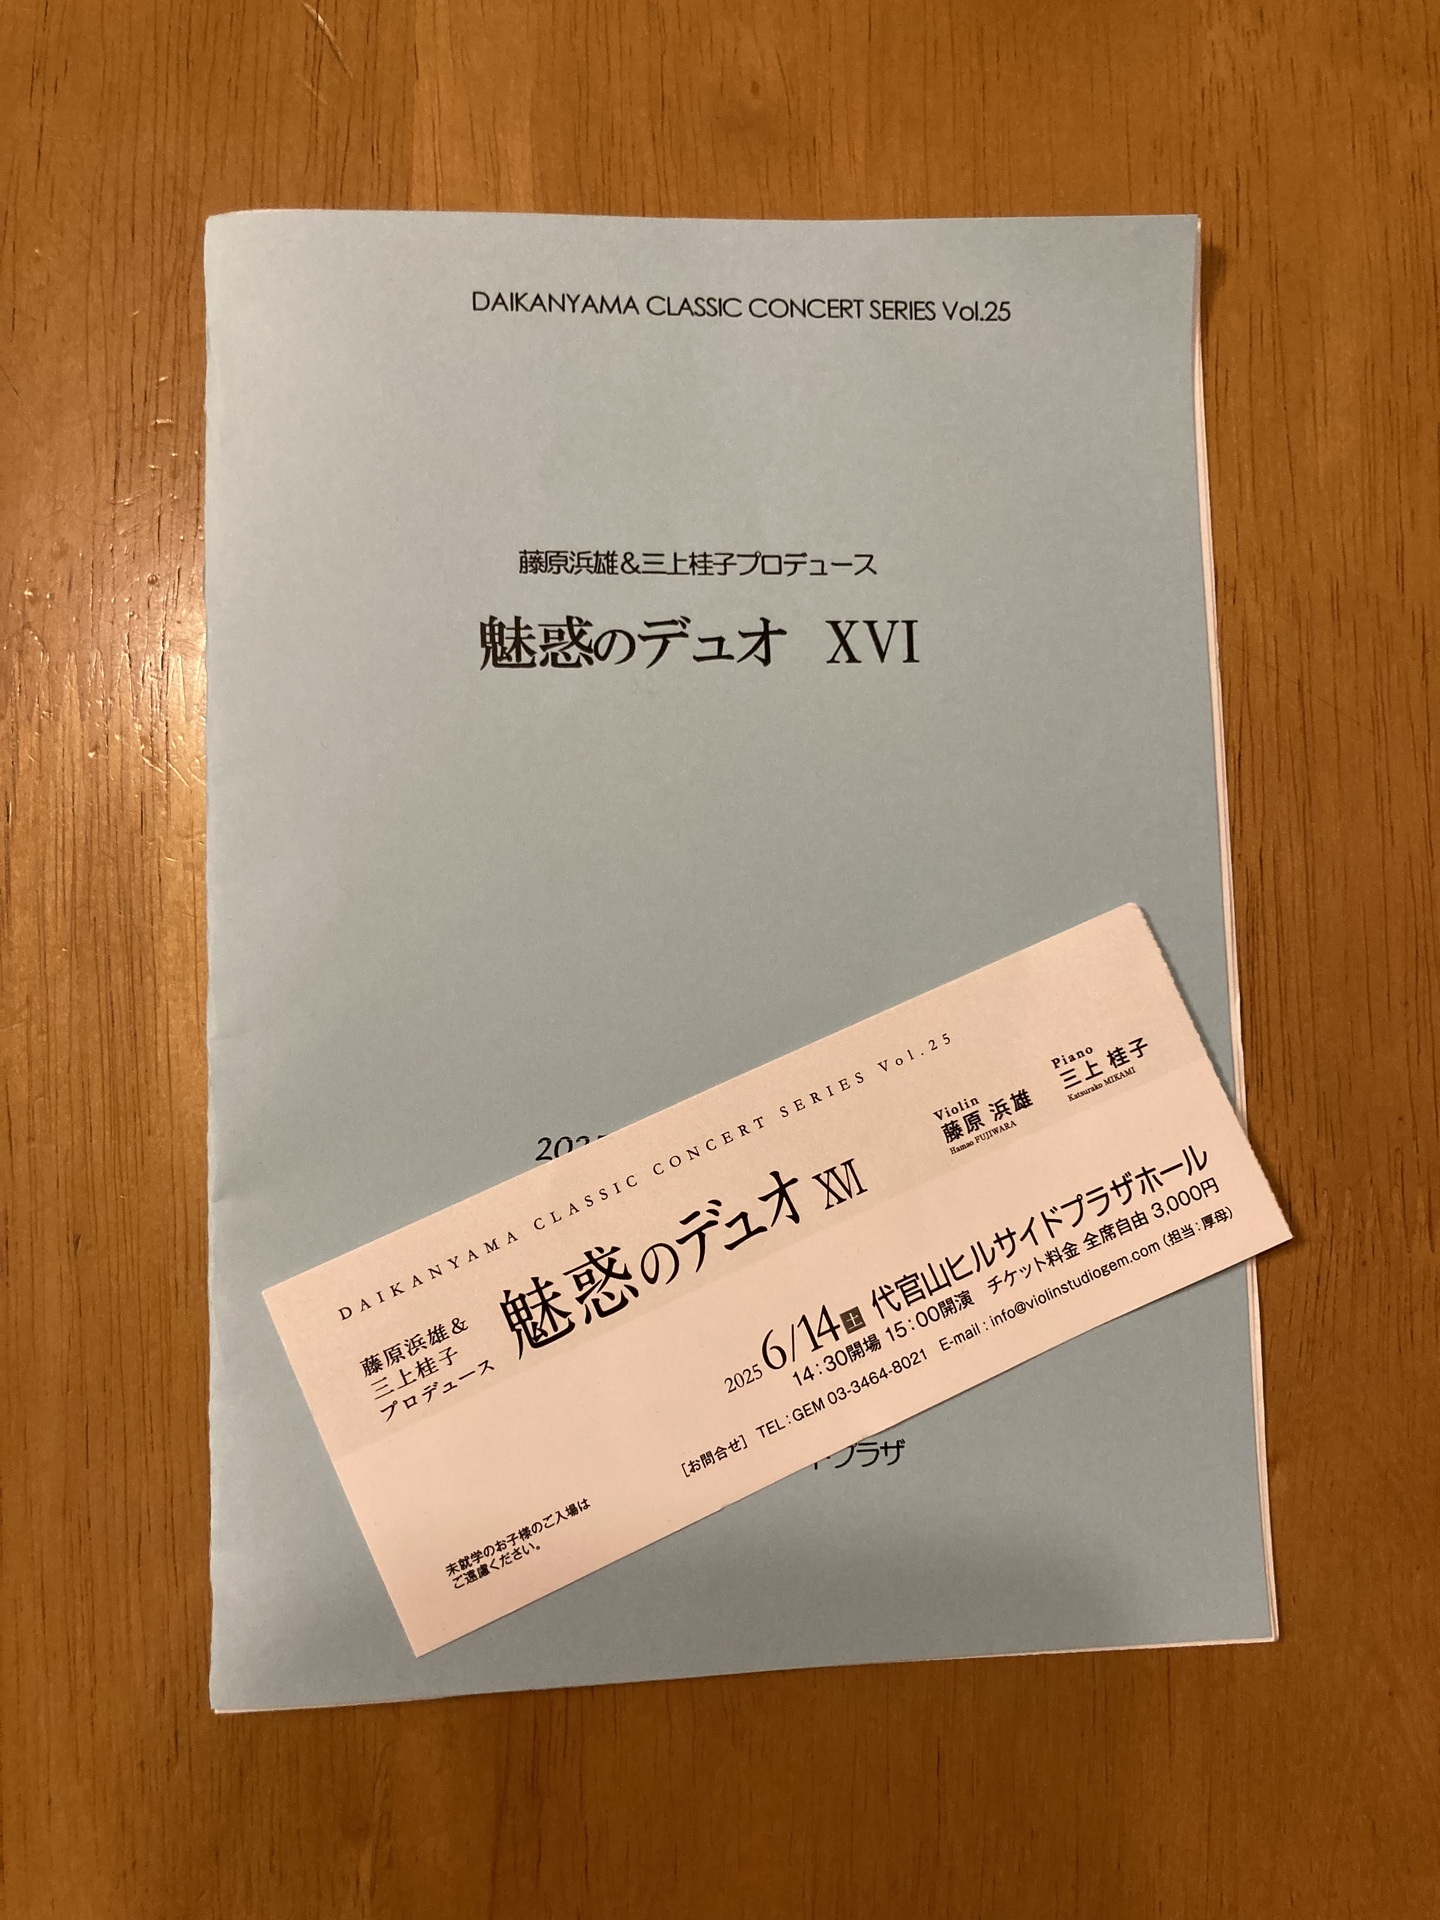 DAIKANYAMA CLASSIC CONCERT SERIES Vol.25
藤原浜雄&三上桂子プロデュース
魅惑のデュオ XVI
DAIKANYAMA CLASSIC CONCERT SERIES Vol.25
藤原浜雄&
三上桂子
プロデュース
魅惑のデュオ XVI
Violin
藤原 浜雄
Hamao FUJIWARA
Piano
三上 桂子
Katsurako MIKAMI
2025 6/14 土 代官山ヒルサイドプラザホール
14:30開場 15:00開演 チケット料金 全席自由 3,000円
[お問合せ] TEL:GEM 03-3464-8021 E-mail : info@violinstudiogem.com (担当:厚母)
未就学のお子様のご入場は
ご遠慮ください。
プラザ